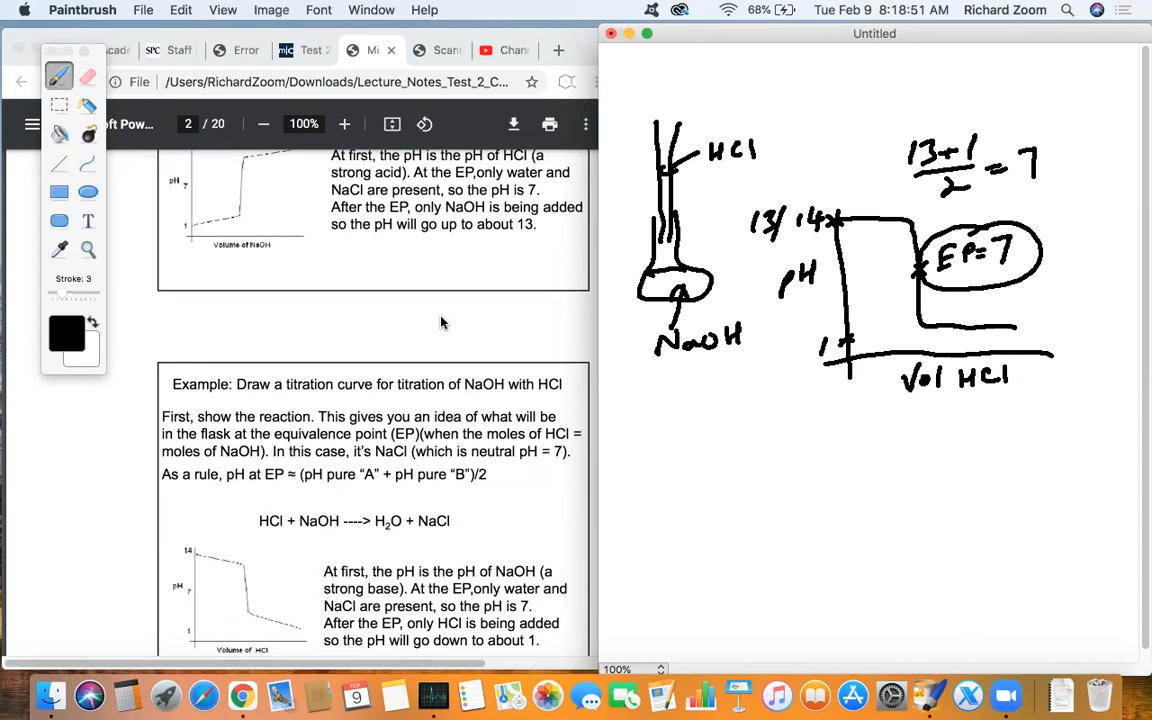 Paintbrush File Edit View Image Font Window Help 68% Tue Feb 9 8:18:51 AM Richard Zoom
Acade SPC Staff Error Test 2 Mi Scan Chan
File /Users/RichardZoom/Downloads/Lecture_Notes_Test_2_C...
oft Pow... 2 / 20 100%
Stroke: 3
pH
7
1
Volume of NaOH
At first, the pH is the pH of HCl (a
strong acid). At the EP,only water and
NaCl are present, so the pH is 7.
After the EP, only NaOH is being added
so the pH will go up to about 13.
Example: Draw a titration curve for titration of NaOH with HCl
First, show the reaction. This gives you an idea of what will be
in the flask at the equivalence point (EP)(when the moles of HCl =
moles of NaOH). In this case, it's NaCl (which is neutral pH = 7).
As a rule, pH at EP ≈ (pH pure “A” + pH pure “B”)/2
HCl + NaOH ----> H2O + NaCl
14
pH
7
1
Volume of HCl
At first, the pH is the pH of NaOH (a
strong base). At the EP,only water and
NaCl are present, so the pH is 7.
After the EP, only HCl is being added
so the pH will go down to about 1.
Untitled
HCl
NaOH
13+1
2
= 7
13/14
pH
EP=7
1
Vol HCl
100%
FEB
9